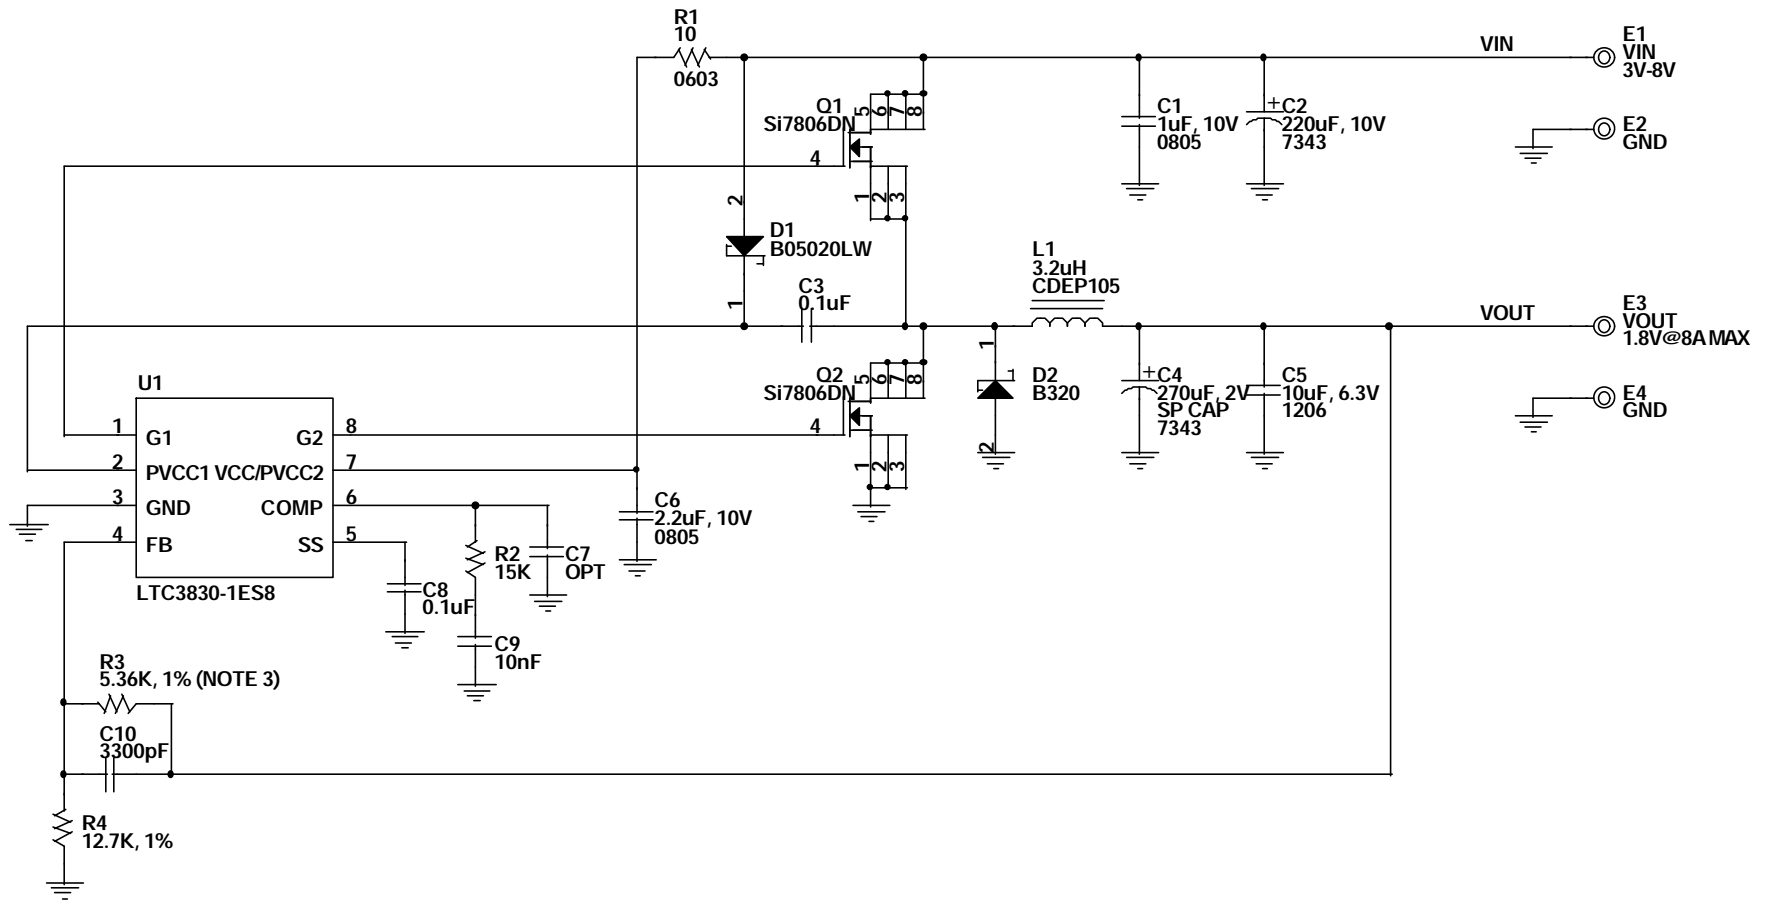 R1
10
0603
VIN
E1
VIN
3V-8V
Q1
Si7806DN
5
6
7
8
4
1
2
3
C1
1uF, 10V
0805
+
C2
220uF, 10V
7343
E2
GND
2
D1
B05020LW
1
C3
0.1uF
L1
3.2uH
CDEP105
VOUT
E3
VOUT
1.8V@8A MAX
Q2
Si7806DN
5
6
7
8
4
1
2
3
1
D2
B320
2
+
C4
270uF, 2V
SP CAP
7343
C5
10uF, 6.3V
1206
E4
GND
U1
1
G1
G2
8
2
PVCC1
VCC/PVCC2
7
3
GND
COMP
6
4
FB
SS
5
LTC3830-1ES8
C6
2.2uF, 10V
0805
R2
15K
C7
OPT
C8
0.1uF
C9
10nF
R3
5.36K, 1% (NOTE 3)
C10
3300pF
R4
12.7K, 1%